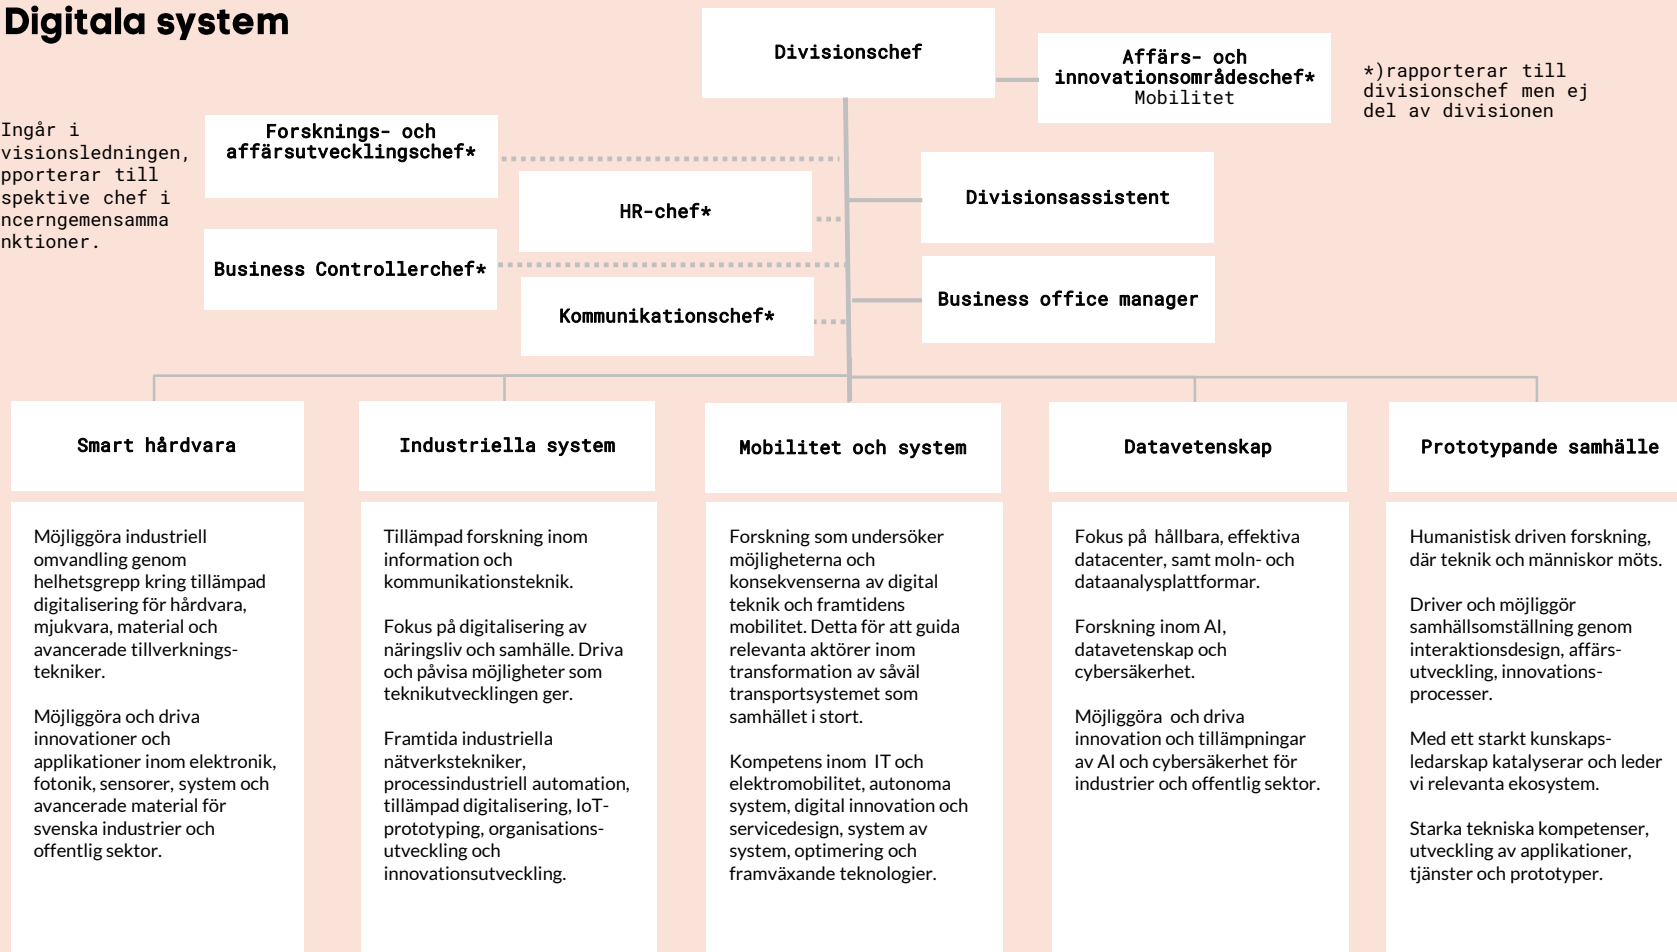 Digitala system
Divisionschef
Affärs- och
innovationsområdeschef*
Mobilitet
*)rapporterar till
divisionschef men ej
del av divisionen
Ingår i
visionsledningen,
pporterar till
spektive chef i
ncerngemensamma
nktioner.
Forsknings- och
affärsutvecklingschef*
HR-chef*
Divisionsassistent
Business Controllerchef*
Kommunikationschef*
Business office manager
Smart hårdvara
Möjliggöra industriell
omvandling genom
helhetsgrepp kring tillämpad
digitalisering för hårdvara,
mjukvara, material och
avancerade tillverknings-
tekniker.
Möjliggöra och driva
innovationer och
applikationer inom elektronik,
fotonik, sensorer, system och
avancerade material för
svenska industrier och
offentlig sektor.
Industriella system
Tillämpad forskning inom
information och
kommunikationsteknik.
Fokus på digitalisering av
näringsliv och samhälle. Driva
och påvisa möjligheter som
teknikutvecklingen ger.
Framtida industriella
nätverkstekniker,
processindustriell automation,
tillämpad digitalisering, IoT-
prototyping, organisations-
utveckling och
innovationsutveckling.
Mobilitet och system
Forskning som undersöker
möjligheterna och
konsekvenserna av digital
teknik och framtidens
mobilitet. Detta för att guida
relevanta aktörer inom
transformation av såväl
transportsystemet som
samhället i stort.
Kompetens inom IT och
elektromobilitet, autonoma
system, digital innovation och
servicedesign, system av
system, optimering och
framväxande teknologier.
Datavetenskap
Fokus på hållbara, effektiva
datacenter, samt moln- och
dataanalysplattformar.
Forskning inom AI,
datavetenskap och
cybersäkerhet.
Möjliggöra och driva
innovation och tillämpningar
av AI och cybersäkerhet för
industrier och offentlig sektor.
Prototypande samhälle
Humanistisk driven forskning,
där teknik och människor möts.
Driver och möjliggör
samhällsomställning genom
interaktionsdesign, affärs-
utveckling, innovations-
processer.
Med ett starkt kunskaps-
ledarskap katalyserar och leder
vi relevanta ekosystem.
Starka tekniska kompetenser,
utveckling av applikationer,
tjänster och prototyper.